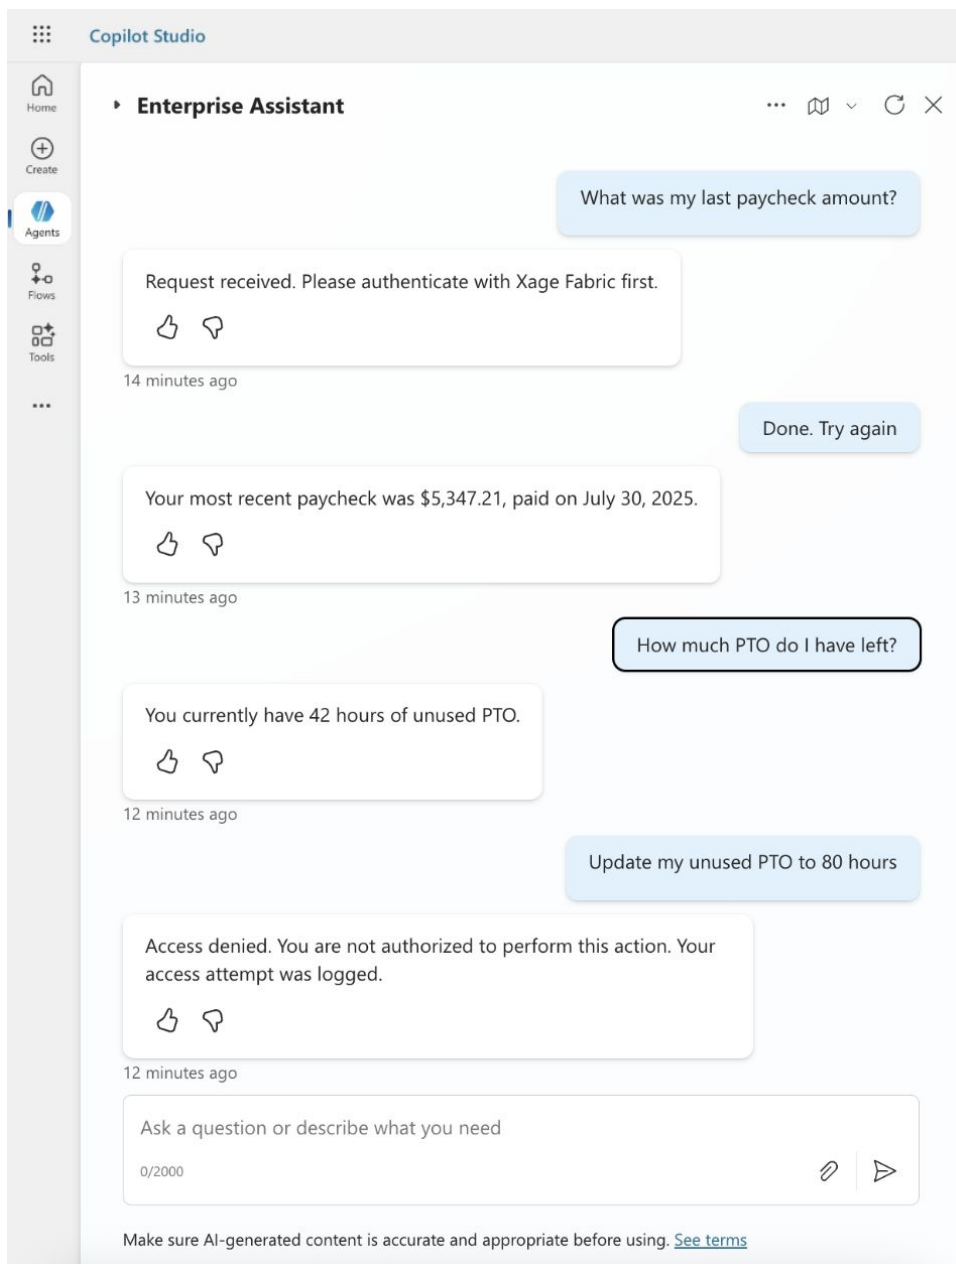 Copilot Studio
Home
Create
Agents
Flows
Tools
Enterprise Assistant
What was my last paycheck amount?
Request received. Please authenticate with Xage Fabric first.
14 minutes ago
Done. Try again
Your most recent paycheck was $5,347.21, paid on July 30, 2025.
13 minutes ago
How much PTO do I have left?
You currently have 42 hours of unused PTO.
12 minutes ago
Update my unused PTO to 80 hours
Access denied. You are not authorized to perform this action. Your
access attempt was logged.
12 minutes ago
Ask a question or describe what you need
0/2000
Make sure AI-generated content is accurate and appropriate before using. See terms